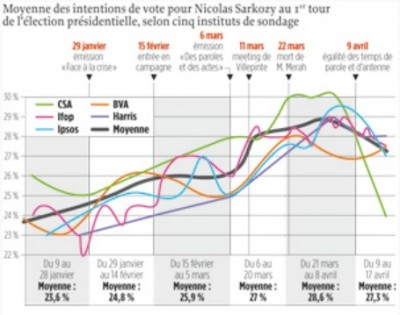 Moyenne des intentions de vote pour Nicolas Sarkozy au 1er tour
de l'élection présidentielle, selon cinq instituts de sondage
29 janvier
émission
« Face à la crise »
15 février
entrée en
campagne
6 mars
émission
« Des paroles
et des actes »
11 mars
meeting de
Villepinte
22 mars
mort de
M. Merah
9 avril
égalité des temps de
parole et d'antenne
30 %
29 %
28 %
27 %
26 %
25 %
24 %
23 %
22 %
CSA
BVA
Ifop
Harris
Ipsos
Moyenne
Du 9 au
28 janvier
Moyenne :
23,6 %
Du 29 janvier
au 14 février
Moyenne :
24,8 %
Du 15 février
au 5 mars
Moyenne :
25,9 %
Du 6 au
20 mars
Moyenne :
27 %
Du 21 mars
au 8 avril
Moyenne :
28,6 %
Du 9 au
17 avril
Moyenne :
27,3 %